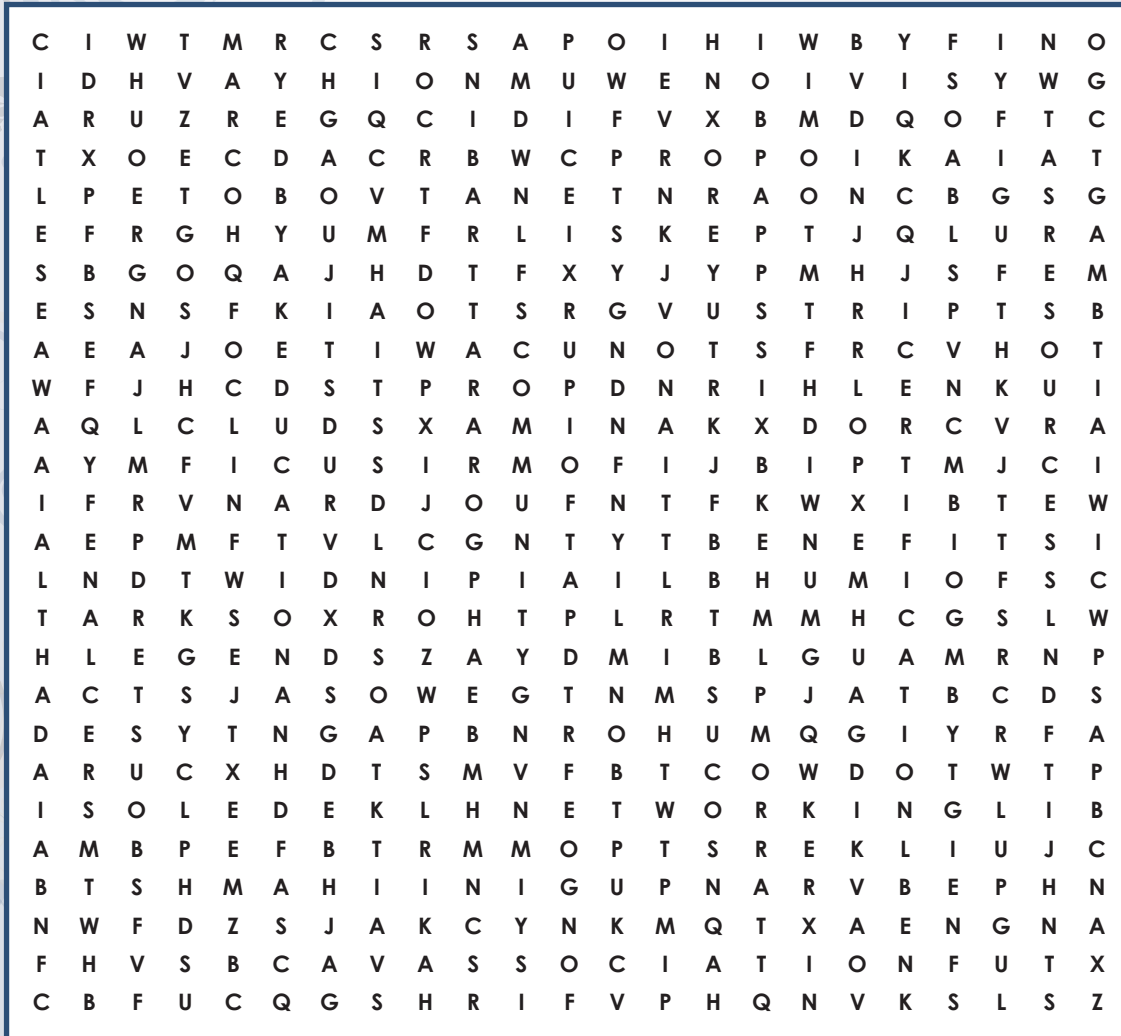 C I W T M R C S R S A P O I H I W B Y F I N O
I D H V A Y H I O N M U W E N O I V I S Y W G
A R U Z R E G Q C I D I F V X B M D Q O F T C
T X O E C D A C R B W C P R O P O I K A I A T
L P E T O B O V T A N E T N R A O N C B G S G
E F R G H Y U M F R L I S K E P T J Q L U R A
S B G O Q A J H D T F X Y J Y P M H J S F E M
E S N S F K I A O T S R G V U S T R I P T S B
A E A J O E T I W A C U N O T S F R C V H O T
W F J H C D S T P R O P D N R I H L E N K U I
A Q L C L U D S X A M I N A K X D O R C V R A
A Y M F I C U S I R M O F I J B I P T M J C I
I F R V N A R D J O U F N T F K W X I B T E W
A E P M F T V L C G N T Y T B E N E F I T S I
L N D T W I D N I P I A I L B H U M I O F S C
T A R K S O X R O H T P L R T M M H C G S L W
H L E G E N D S Z A Y D M I B L G U A M R N P
A C T S J A S O W E G T N M S P J A T B C D S
D E S Y T N G A P B N R O H U M Q G I Y R F A
A R U C X H D T S M V F B T C O W D O T W T P
I S O L E D E K L H N E T W O R K I N G L I B
A M B P E F B T R M M O P T S R E K L I U J C
B T S H M A H I I N I G U P N A R V B E P H N
N W F D Z S J A K C Y N K M Q T X A E N G N A
F H V S B C A V A S S O C I A T I O N F U T X
C B F U C Q G S H R I F V P H Q N V K S L S Z